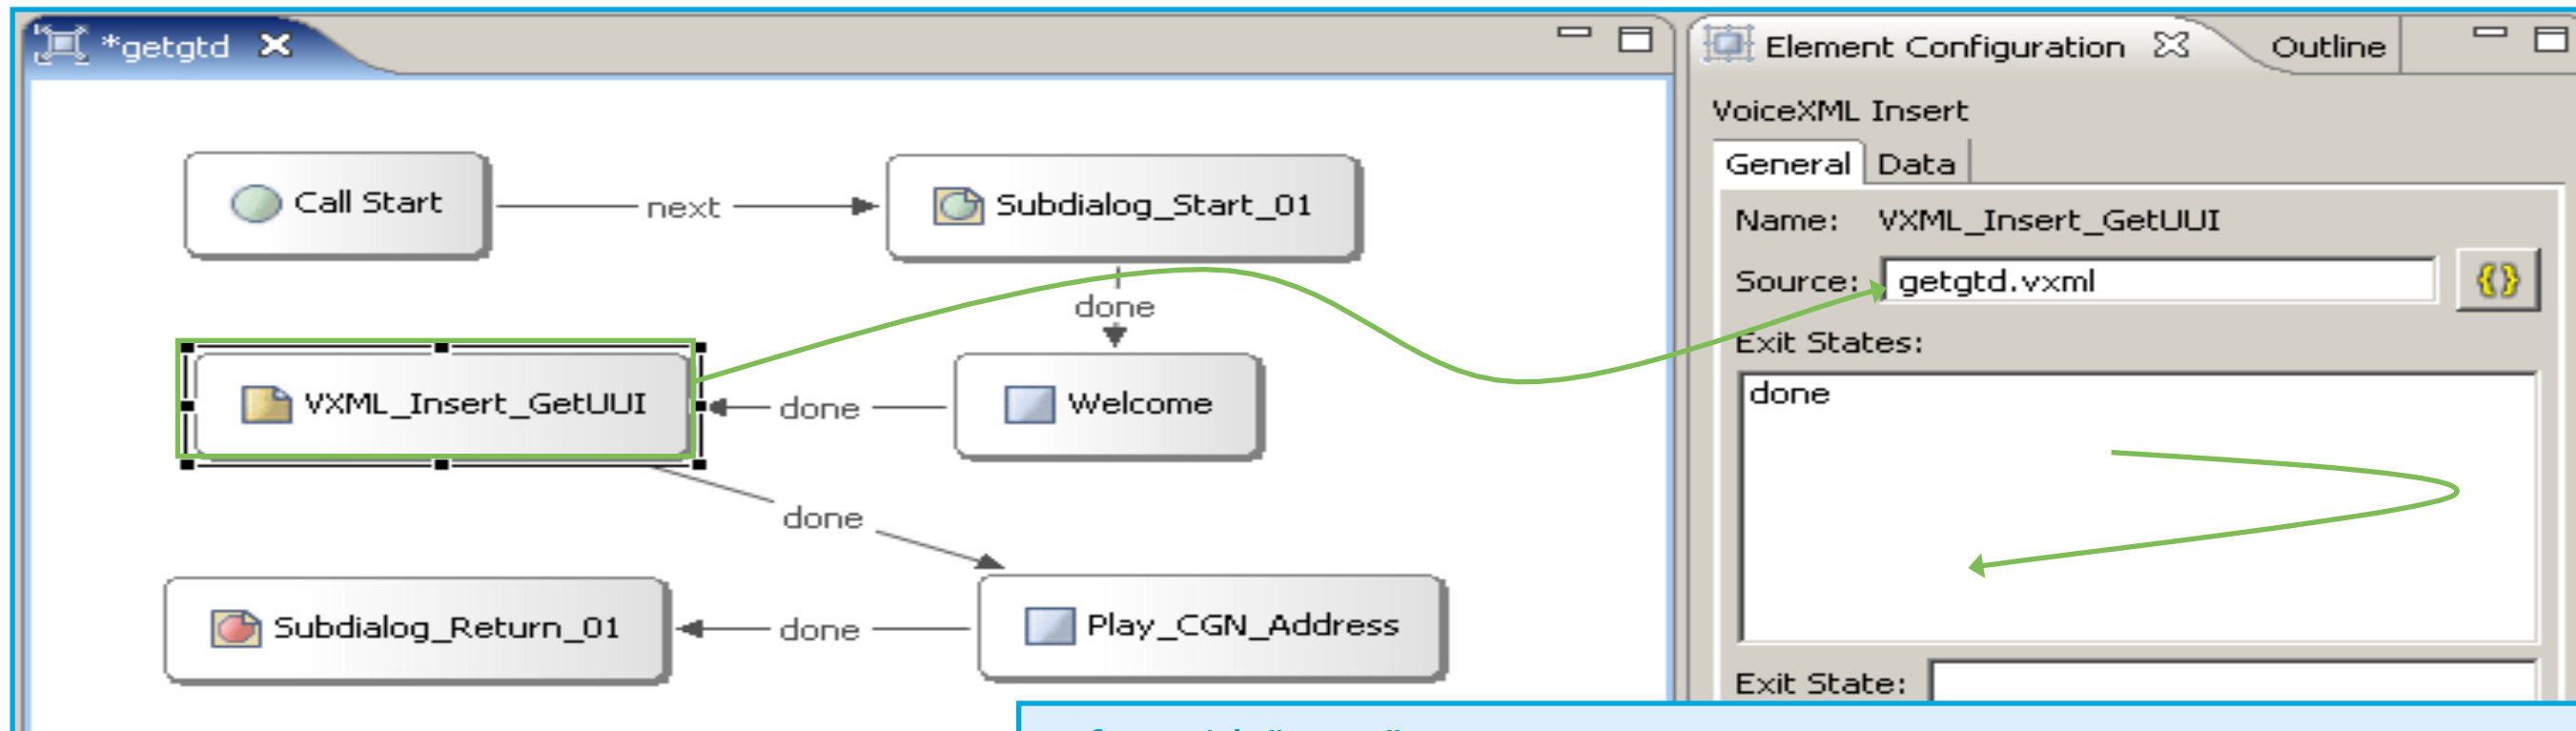 *getgtd
Element Configuration
Outline
VoiceXML Insert
General
Data
Name: VXML_Insert_GetUUI
Source: getgtd.vxml
{}
Exit States:
done
Exit State:
Call Start
next
Subdialog_Start_01
done
Welcome
done
VXML_Insert_GetUUI
done
Play_CGN_Address
done
Subdialog_Return_01